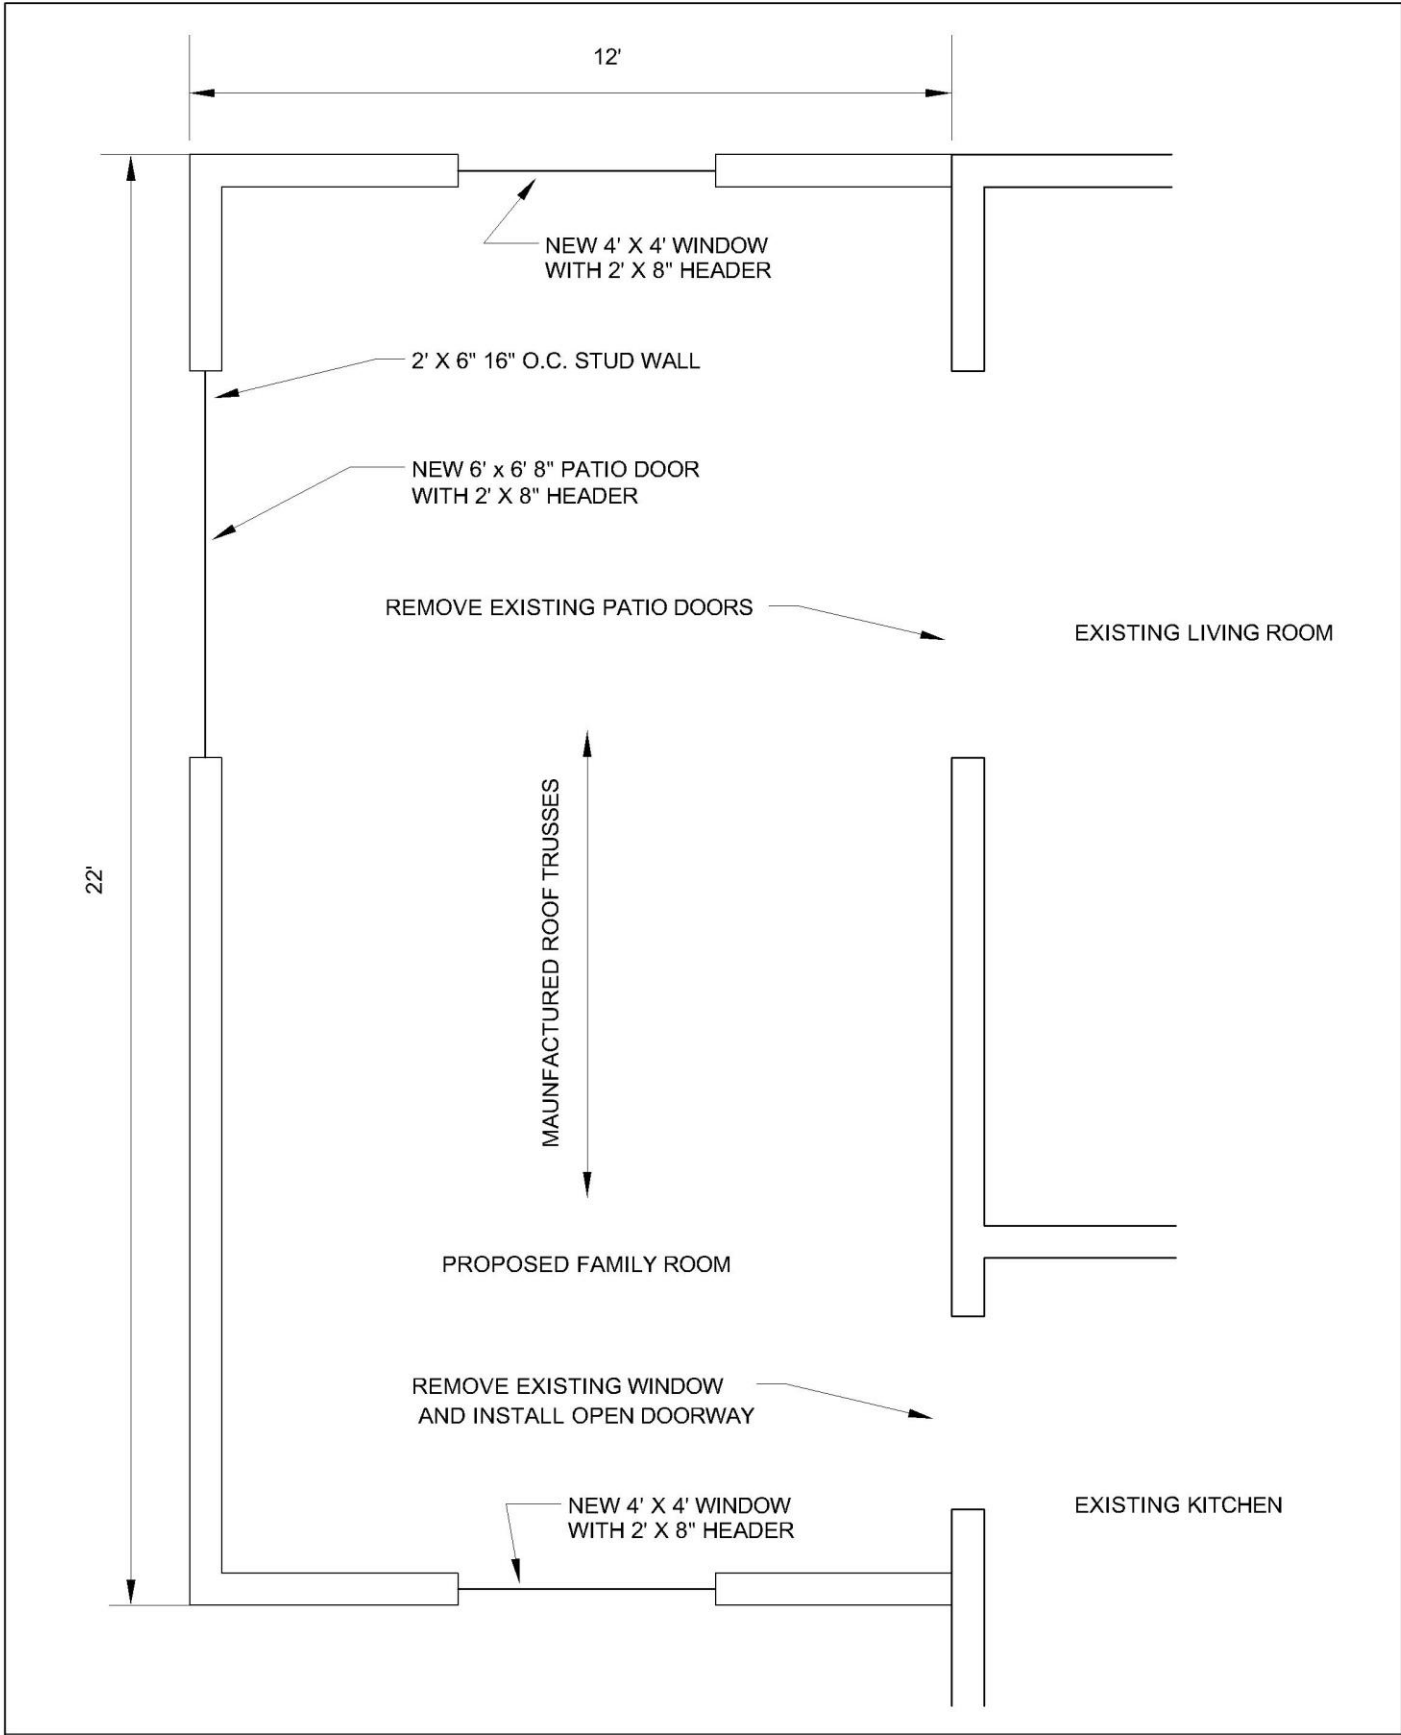 12'
NEW 4' X 4' WINDOW
WITH 2' X 8" HEADER
2' X 6" 16" O.C. STUD WALL
NEW 6' x 6' 8" PATIO DOOR
WITH 2' X 8" HEADER
REMOVE EXISTING PATIO DOORS
EXISTING LIVING ROOM
MAUNFACTURED ROOF TRUSSES
22'
PROPOSED FAMILY ROOM
REMOVE EXISTING WINDOW
AND INSTALL OPEN DOORWAY
NEW 4' X 4' WINDOW
WITH 2' X 8" HEADER
EXISTING KITCHEN